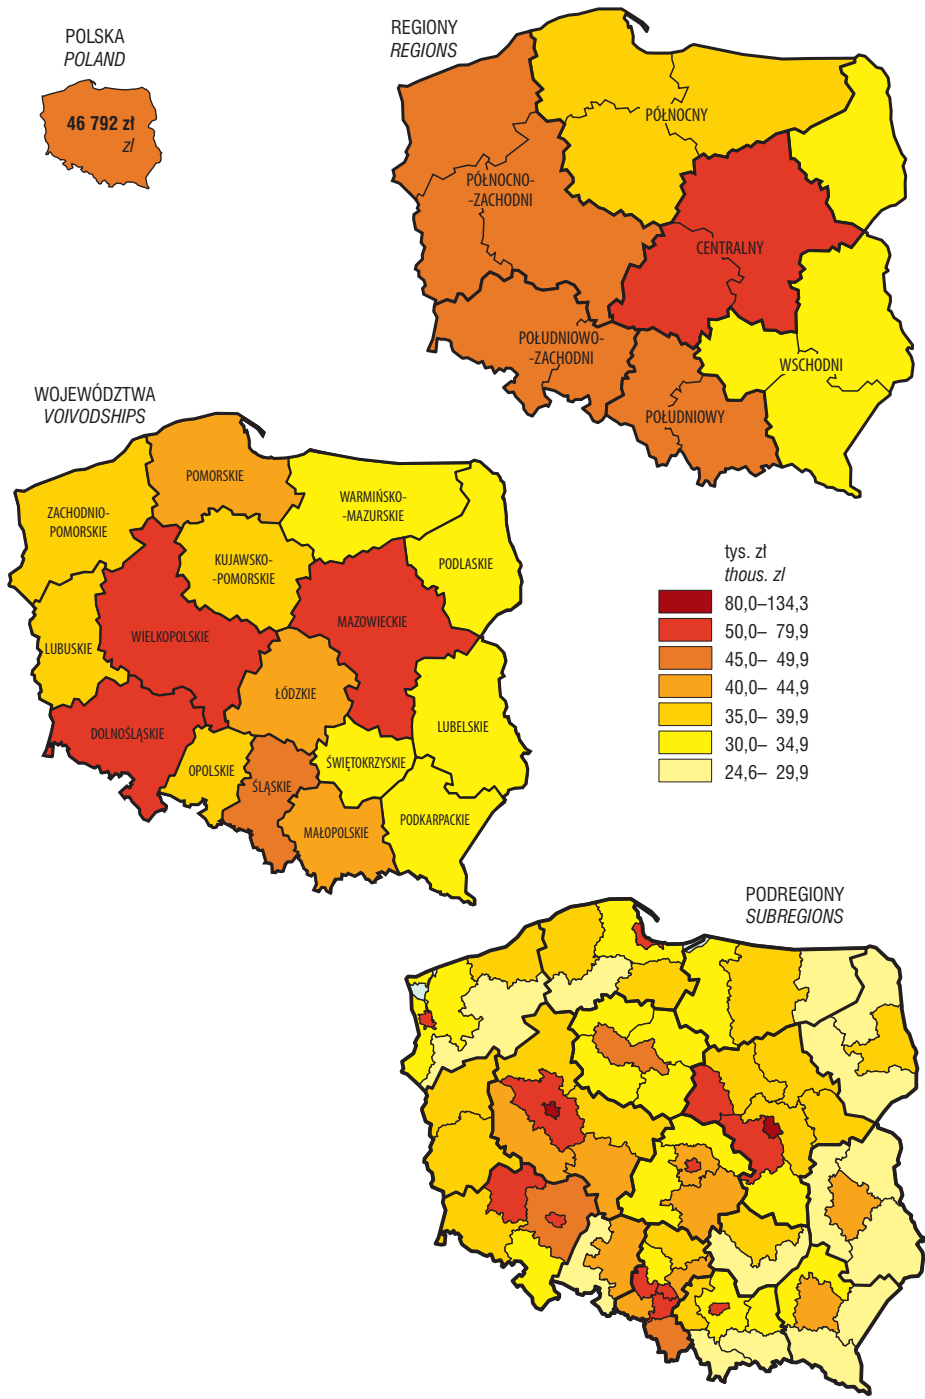 POLSKA
POLAND
46 792 zł
zl
REGIONY
REGIONS
PÓŁNOCNY
PÓŁNOCNO-
-ZACHODNI
CENTRALNY
POŁUDNIOWO-
-ZACHODNI
WSCHODNI
POŁUDNIOWY
WOJEWÓDZTWA
VOIVODSHIPS
POMORSKIE
ZACHODNIO-
POMORSKIE
WARMIŃSKO-
-MAZURSKIE
KUJAWSKO-
-POMORSKIE
PODLASKIE
MAZOWIECKIE
WIELKOPOLSKIE
LUBUSKIE
ŁÓDZKIE
DOLNOŚLĄSKIE
LUBELSKIE
OPOLSKIE
ŚWIĘTOKRZYSKIE
ŚLĄSKIE
PODKARPACKIE
MAŁOPOLSKIE
tys. zł
thous. zl
80,0–134,3
50,0– 79,9
45,0– 49,9
40,0– 44,9
35,0– 39,9
30,0– 34,9
24,6– 29,9
PODREGIONY
SUBREGIONS